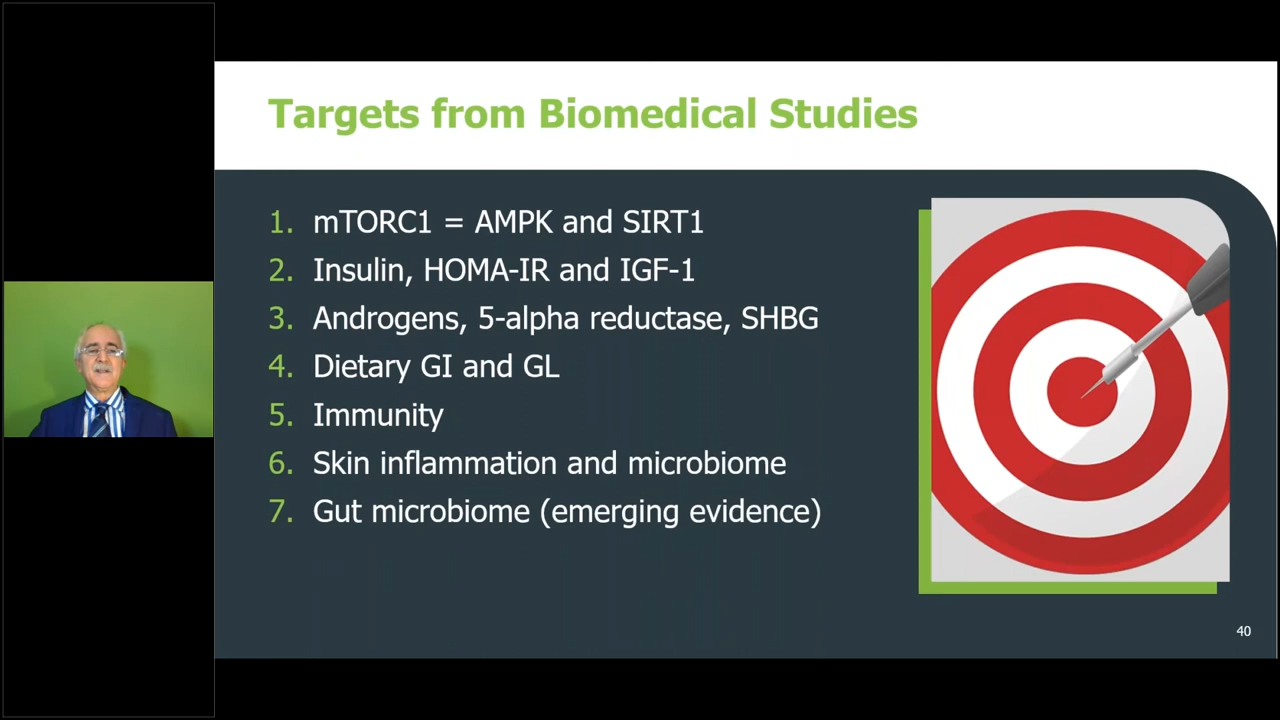 Targets from Biomedical Studies
1. mTORC1 = AMPK and SIRT1
2. Insulin, HOMA-IR and IGF-1
3. Androgens, 5-alpha reductase, SHBG
4. Dietary GI and GL
5. Immunity
6. Skin inflammation and microbiome
7. Gut microbiome (emerging evidence)
40